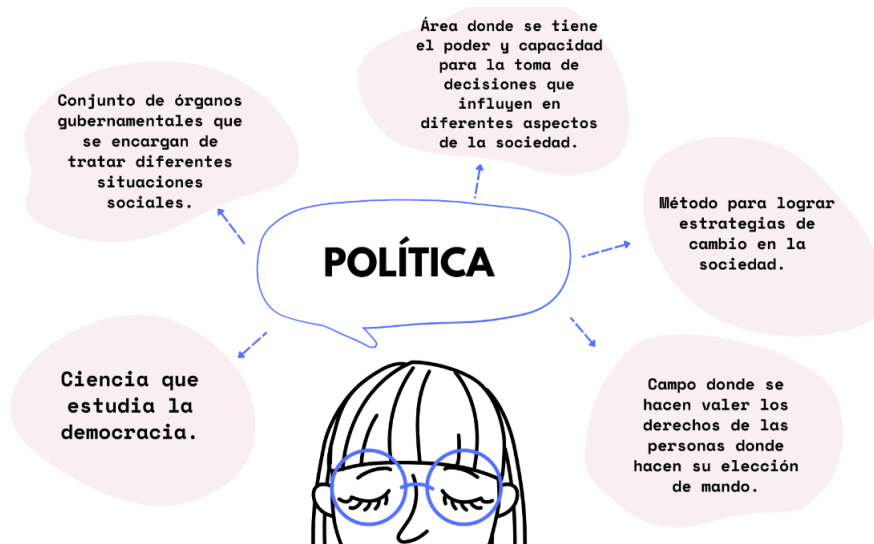 Área donde se tiene
el poder y capacidad
para la toma de
decisiones que
influyen en
diferentes aspectos
de la sociedad.
Conjunto de órganos
gubernamentales que
se encargan de
tratar diferentes
situaciones
sociales.
Método para lograr
estrategias de
cambio en la
sociedad.
POLÍTICA
Ciencia que
estudia la
democracia.
Campo donde se
hacen valer los
derechos de las
personas donde
hacen su elección
de mando.